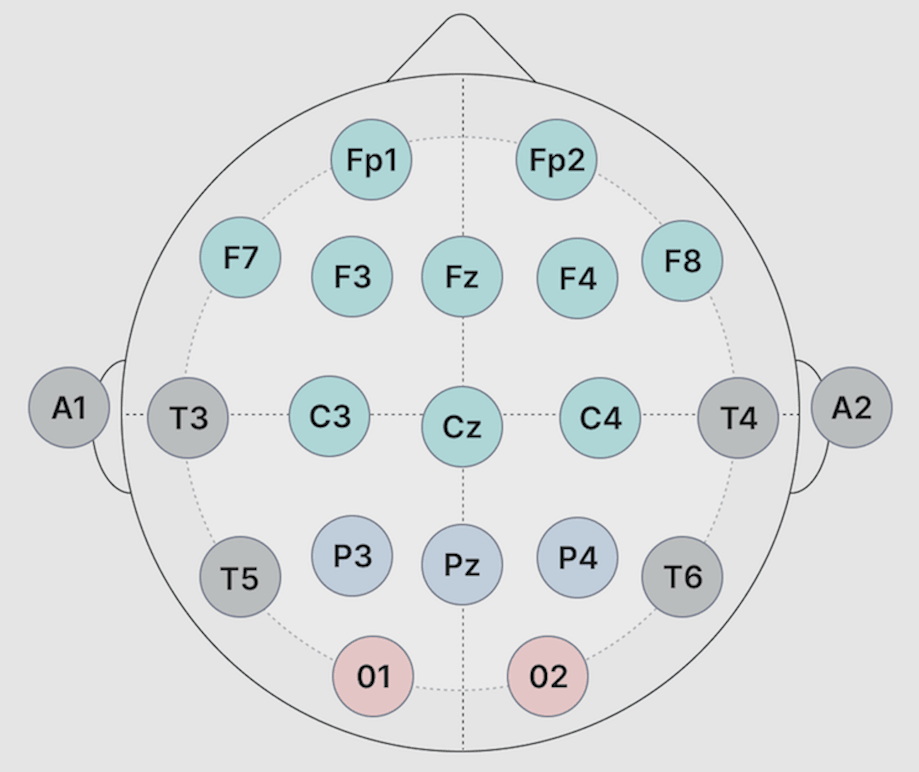 Fp1 Fp2
F7 F3 Fz F4 F8
A1 T3 C3 Cz C4 T4 A2
T5 P3 Pz P4 T6
01 02